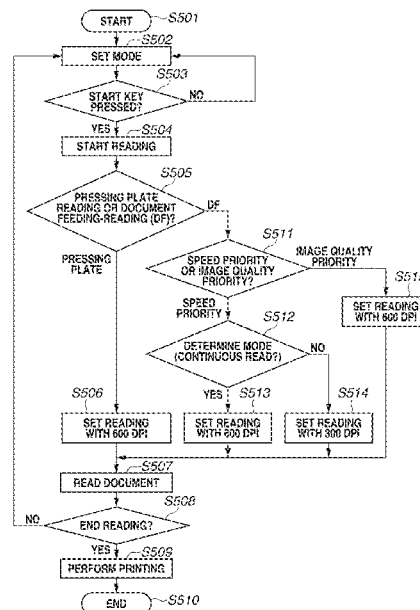 START
S501
S502
SET MODE
S503
START KEY
PRESSED?
NO
YES
S504
START READING
S505
PRESSING PLATE
READING OR DOCUMENT
FEEDING-READING (DF)?
DF
PRESSING
PLATE
S511
SPEED PRIORITY
OR IMAGE QUALITY
PRIORITY?
IMAGE QUALITY
PRIORITY
SET READING
WITH 600 DPI
SPEED
PRIORITY
S512
DETERMINE MODE
(CONTINUOUS READ?)
NO
YES
S506
SET READING
WITH 600 DPI
S513
SET READING
WITH 600 DPI
S514
SET READING
WITH 300 DPI
S507
READ DOCUMENT
S508
END READING?
NO
YES
S509
PERFORM PRINTING
END
S510